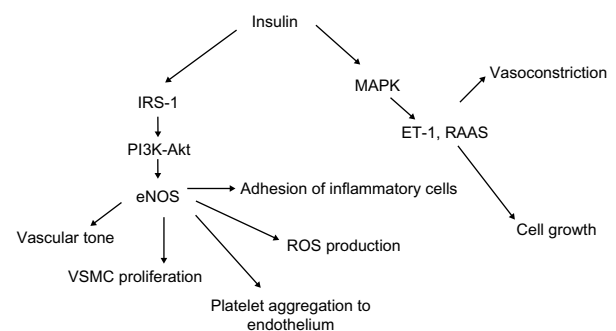 Insulin
Vasoconstriction
MAPK
IRS-1
ET-1, RAAS
PI3K-Akt
eNOS
Adhesion of inflammatory cells
Vascular tone
Cell growth
ROS production
VSMC proliferation
Platelet aggregation to
endothelium